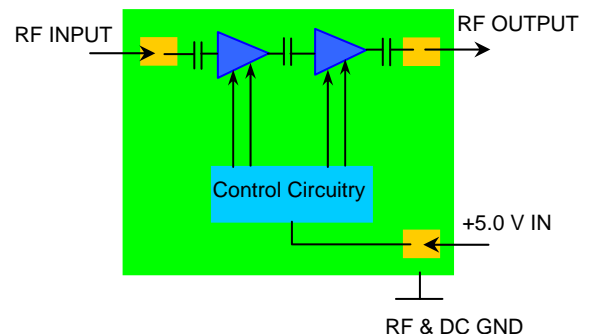 RF INPUT
RF OUTPUT
Control Circuitry
+5.0 V IN
RF & DC GND